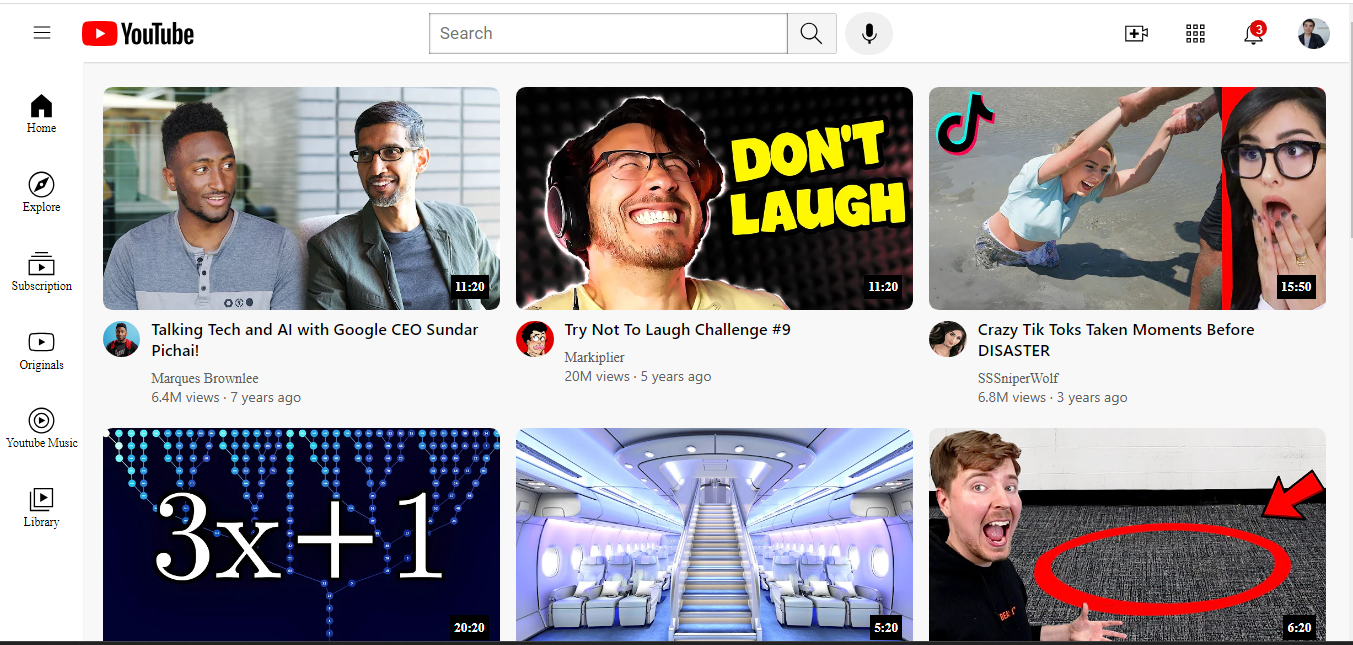 YouTube
Search
3
Home
Explore
Subscription
Originals
Youtube Music
Library
11:20
Talking Tech and AI with Google CEO Sundar
Pichai!
Marques Brownlee
6.4M views · 7 years ago
DON'T
LAUGH
11:20
Try Not To Laugh Challenge #9
Markiplier
20M views · 5 years ago
15:50
Crazy Tik Toks Taken Moments Before
DISASTER
SSSniperWolf
6.8M views · 3 years ago
3x+1
20:20
5:20
6:20